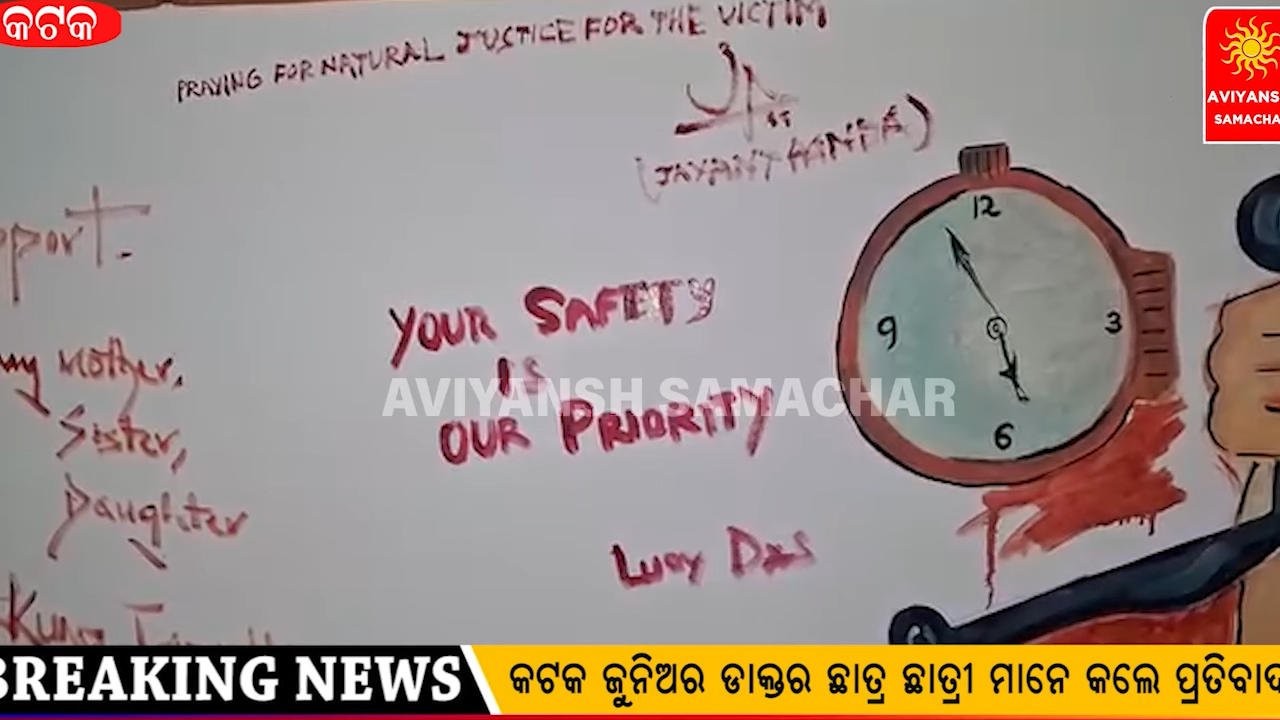 କଟକ
AVIYANS
SAMACHA
PRAYING FOR NATURAL JUSTICE FOR THE VICTIM
pport.
my Mother,
Sister,
Daughter
YOUR SAFETY
IS
OUR PRIORITY
AVIYANSH SAMACHAR
Lucy Das
12
9
3
6
BREAKING NEWS
କଟକ ଜୁନିଅର ଡାକ୍ତର ଛାତ୍ର ଛାତ୍ରୀ ମାନେ କଲେ ପ୍ରତିବାଦ